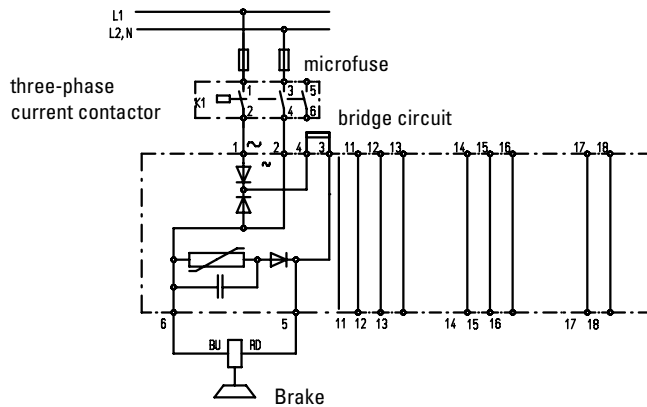 L1
L2,N
microfuse
three-phase
current contactor
K1
1 3 5
2 4 6
bridge circuit
1 ~ 2 ~ 4 3 11 12 13 14 15 16 17 18
6 5 11 12 13 14 15 16 17 18
BU RD
Brake